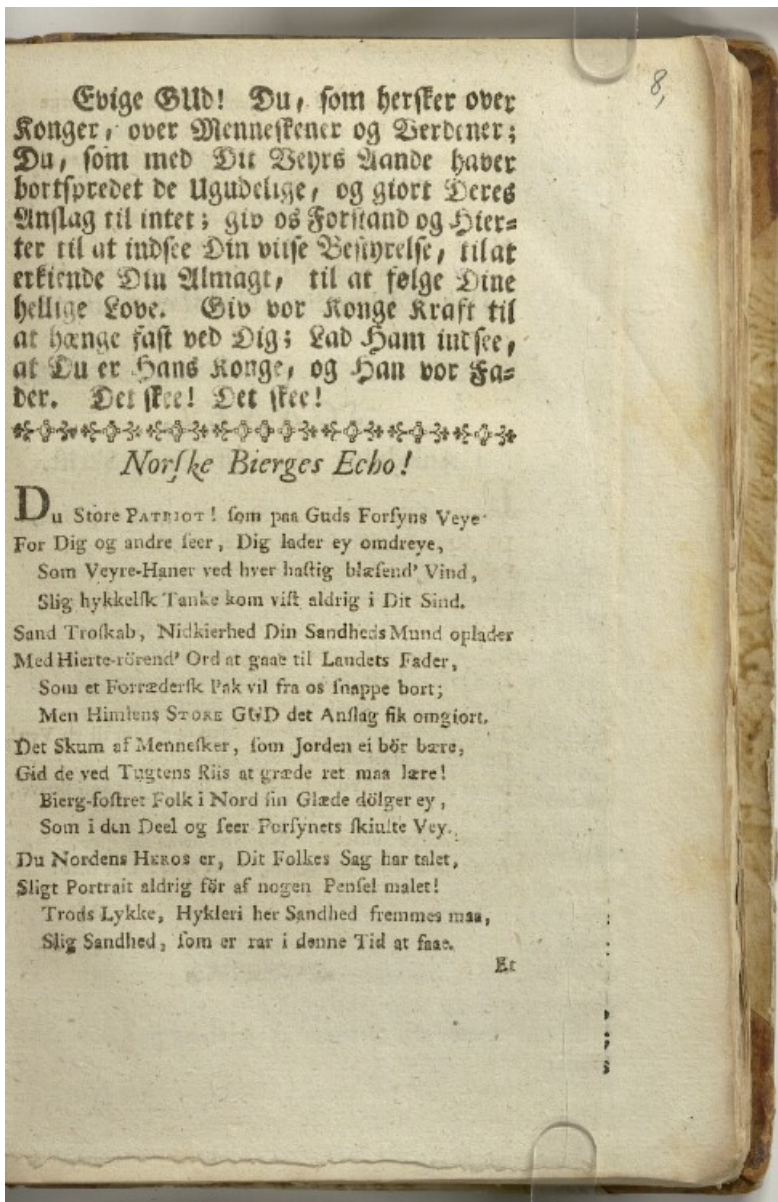 8,
Evige GUd! Du, som hersker over
Konger, over Menneskener og Verdener;
Du, som med Dit Veyrs Aande haver
bortspredet de Ugudelige, og giort Deres
Anslag til intet; giv os Forstand og Hier-
ter til at indsee Din viise Bestyrelse, til at
erkiende Din Almagt, til at følge Dine
hellige Love. Giv vor Konge Kraft til
at hænge fast ved Dig; Lad Ham indsee,
at Du er Hans Konge, og Han vor Fa-
der. Det skee! Det skee!
Norſke Bierges Echo!
Du Store PATRIOT! ſom paa Guds Forſyns Veye
For Dig og andre ſeer, Dig lader ey omdreye,
Som Veyre-Haner ved hver haſtig blæſend' Vind,
Slig hykkelſk Tanke kom viſt aldrig i Dit Sind.
Sand Troſkab, Nidkierhed Din Sandheds Mund oplader
Med Hierte-rörend' Ord at gaae til Landets Fader,
Som et Forræderſk Pak vil fra os ſnappe bort;
Men Himlens STORE GUD det Anſlag fik omgiort.
Det Skum af Menneſker, ſom Jorden ei bör bære,
Gid de ved Tugtens Riis at græde ret maa lære!
Bierg-foſtret Folk i Nord ſin Glæde dölger ey,
Som i den Deel og ſeer Forſynets ſkiulte Vey.
Du Nordens HEROS er, Dit Folkes Sag har talet,
Sligt Portrait aldrig för af nogen Penſel malet!
Trods Lykke, Hykleri her Sandhed fremmes maa,
Slig Sandhed, ſom er rar i denne Tid at faae.
Et